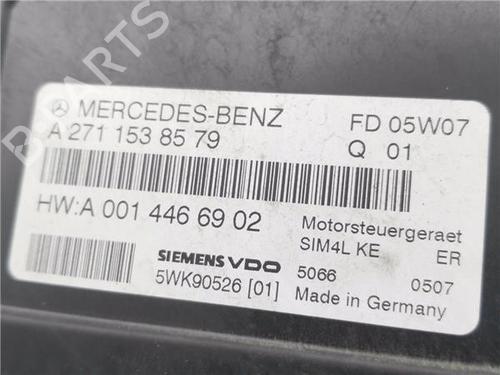 B-PARTS
MERCEDES-BENZ FD 05W07
A 271 153 85 79 Q 01
HW:A 001 446 69 02 Motorsteuergeraet
SIM4L KE ER
SIEMENS VDO 5066 0507
5WK90526 [01] Made in Germany